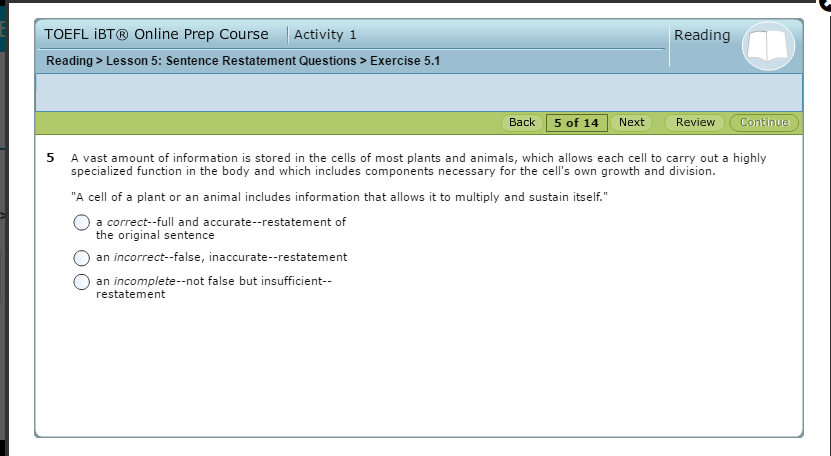 TOEFL iBT® Online Prep Course Activity 1 Reading
Reading > Lesson 5: Sentence Restatement Questions > Exercise 5.1
Back 5 of 14 Next Review Continue
5 A vast amount of information is stored in the cells of most plants and animals, which allows each cell to carry out a highly
specialized function in the body and which includes components necessary for the cell's own growth and division.
"A cell of a plant or an animal includes information that allows it to multiply and sustain itself."
a correct--full and accurate--restatement of
the original sentence
an incorrect--false, inaccurate--restatement
an incomplete--not false but insufficient--
restatement